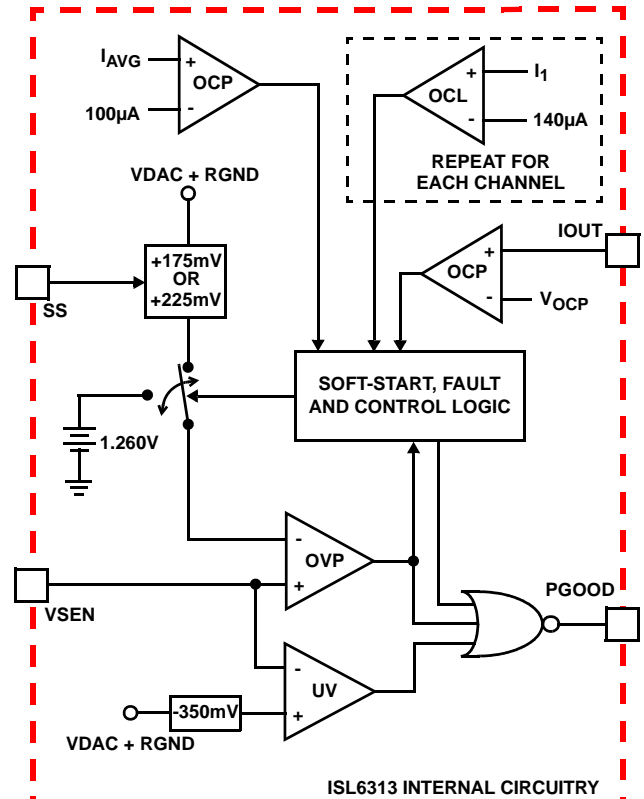 I_AVG
+
OCP
100µA
-
+
I_1
OCL
-
140µA
REPEAT FOR
EACH CHANNEL
VDAC + RGND
+175mV
OR
+225mV
SS
IOUT
+
OCP
-
V_OCP
SOFT-START, FAULT
AND CONTROL LOGIC
1.260V
-
OVP
+
VSEN
PGOOD
-
UV
+
-350mV
VDAC + RGND
ISL6313 INTERNAL CIRCUITRY